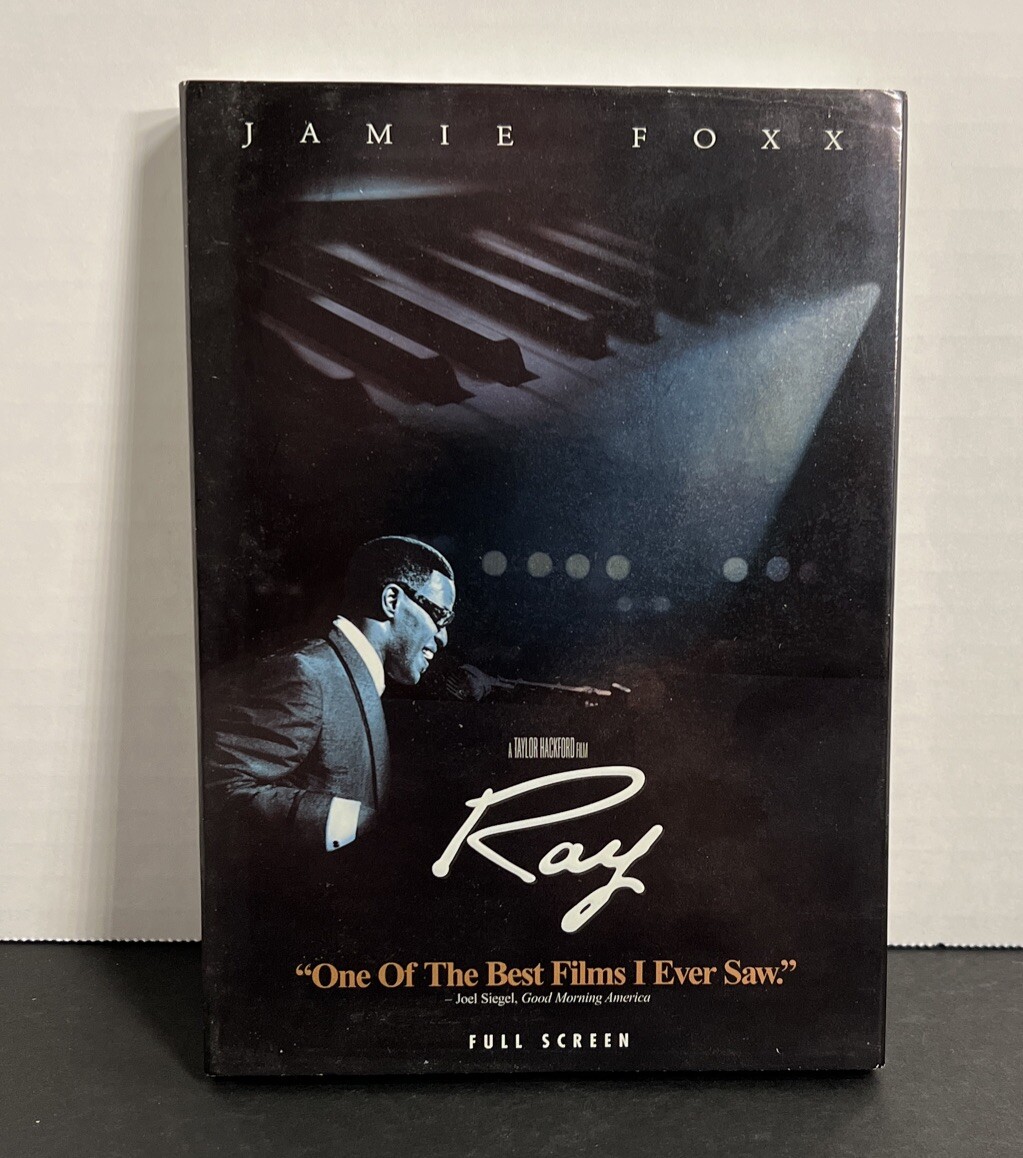 JAMIE FOXX
A TAYLOR HACKFORD FILM
Ray
“One Of The Best Films I Ever Saw.”
– Joel Siegel, Good Morning America
FULL SCREEN